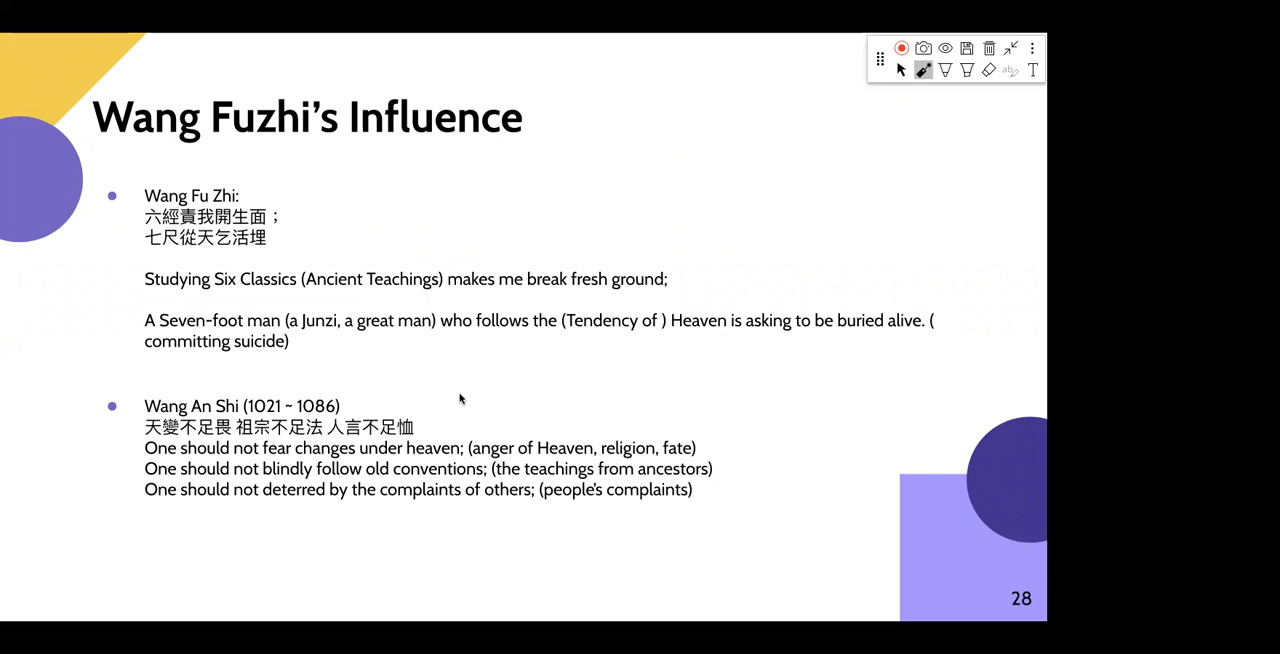 Wang Fuzhi's Influence
Wang Fu Zhi:
六經責我開生面；
七尺從天乞活埋
Studying Six Classics (Ancient Teachings) makes me break fresh ground;
A Seven-foot man (a Junzi, a great man) who follows the (Tendency of ) Heaven is asking to be buried alive. (
committing suicide)
Wang An Shi (1021 ~ 1086)
天變不足畏 祖宗不足法 人言不足恤
One should not fear changes under heaven; (anger of Heaven, religion, fate)
One should not blindly follow old conventions; (the teachings from ancestors)
One should not deterred by the complaints of others; (people's complaints)
28